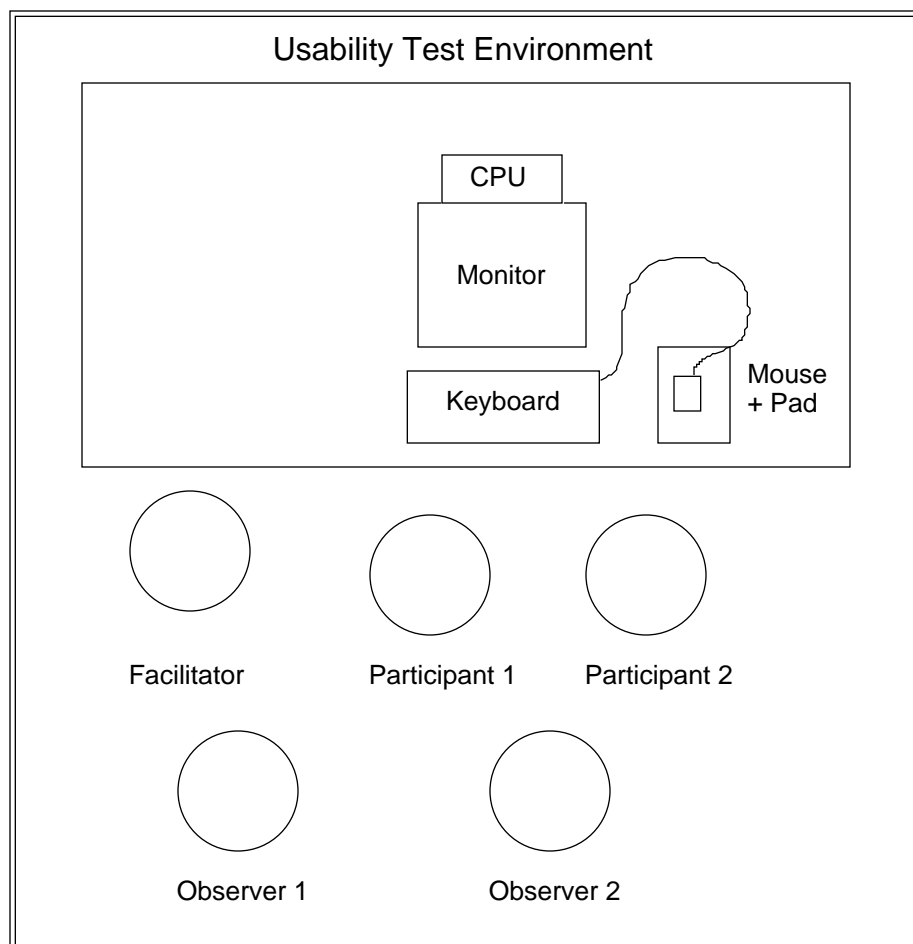 Usability Test Environment
CPU
Monitor
Keyboard
Mouse
+ Pad
Facilitator
Participant 1
Participant 2
Observer 1
Observer 2